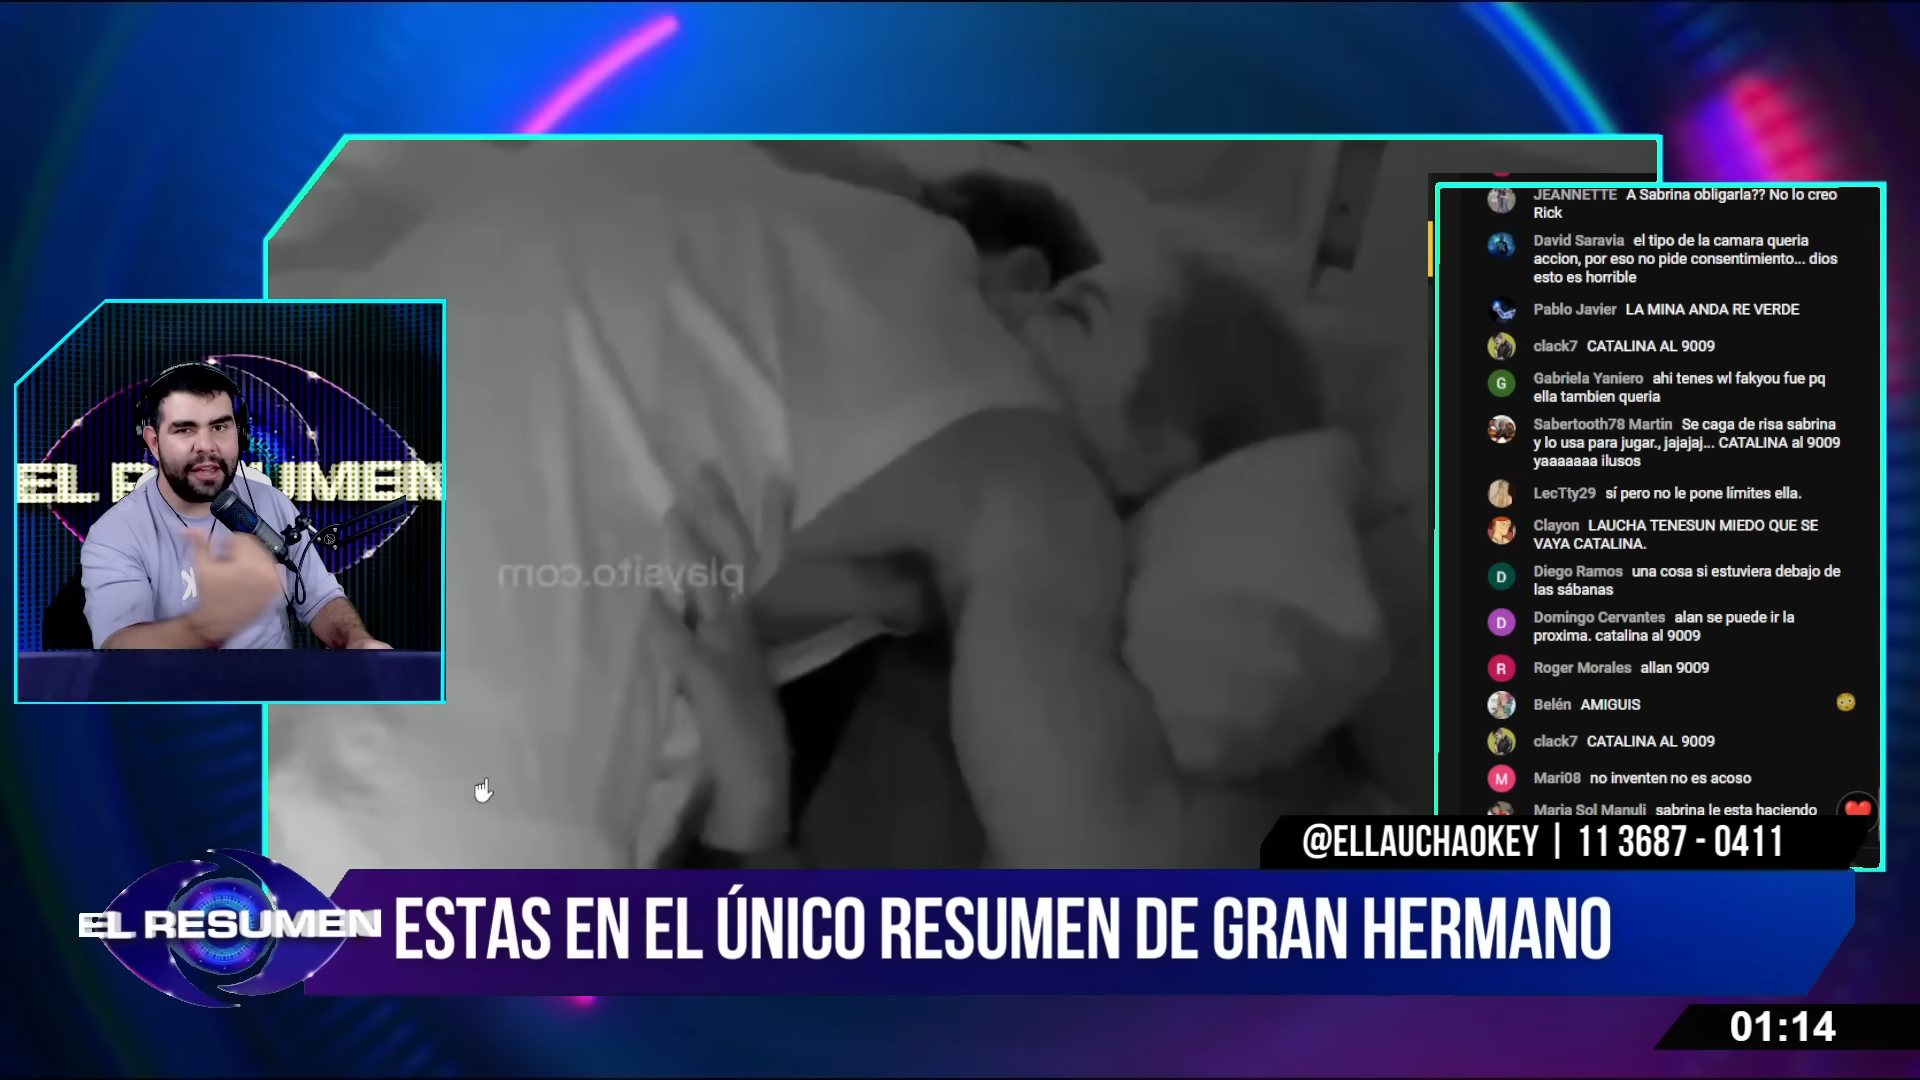 JEANNETTE A Sabrina obligarla?? No lo creo
Rick
David Saravia el tipo de la camara queria
accion, por eso no pide consentimiento... dios
esto es horrible
Pablo Javier LA MINA ANDA RE VERDE
clack7 CATALINA AL 9009
G Gabriela Yaniero ahi tenes wl fakyou fue pq
ella tambien queria
Sabertooth78 Martin Se caga de risa sabrina
y lo usa para jugar., jajajaj... CATALINA al 9009
yaaaaaaa ilusos
LecTty29 sí pero no le pone límites ella.
Clayon LAUCHA TENESUN MIEDO QUE SE
VAYA CATALINA.
D Diego Ramos una cosa si estuviera debajo de
las sábanas
D Domingo Cervantes alan se puede ir la
proxima. catalina al 9009
R Roger Morales allan 9009
Belén AMIGUIS
clack7 CATALINA AL 9009
M Mari08 no inventen no es acoso
Maria Sol Manuli sabrina le esta haciendo
EL RESUMEN
playsito.com
@ELLAUCHAOKEY | 11 3687 - 0411
EL RESUMEN
ESTAS EN EL ÚNICO RESUMEN DE GRAN HERMANO
01:14